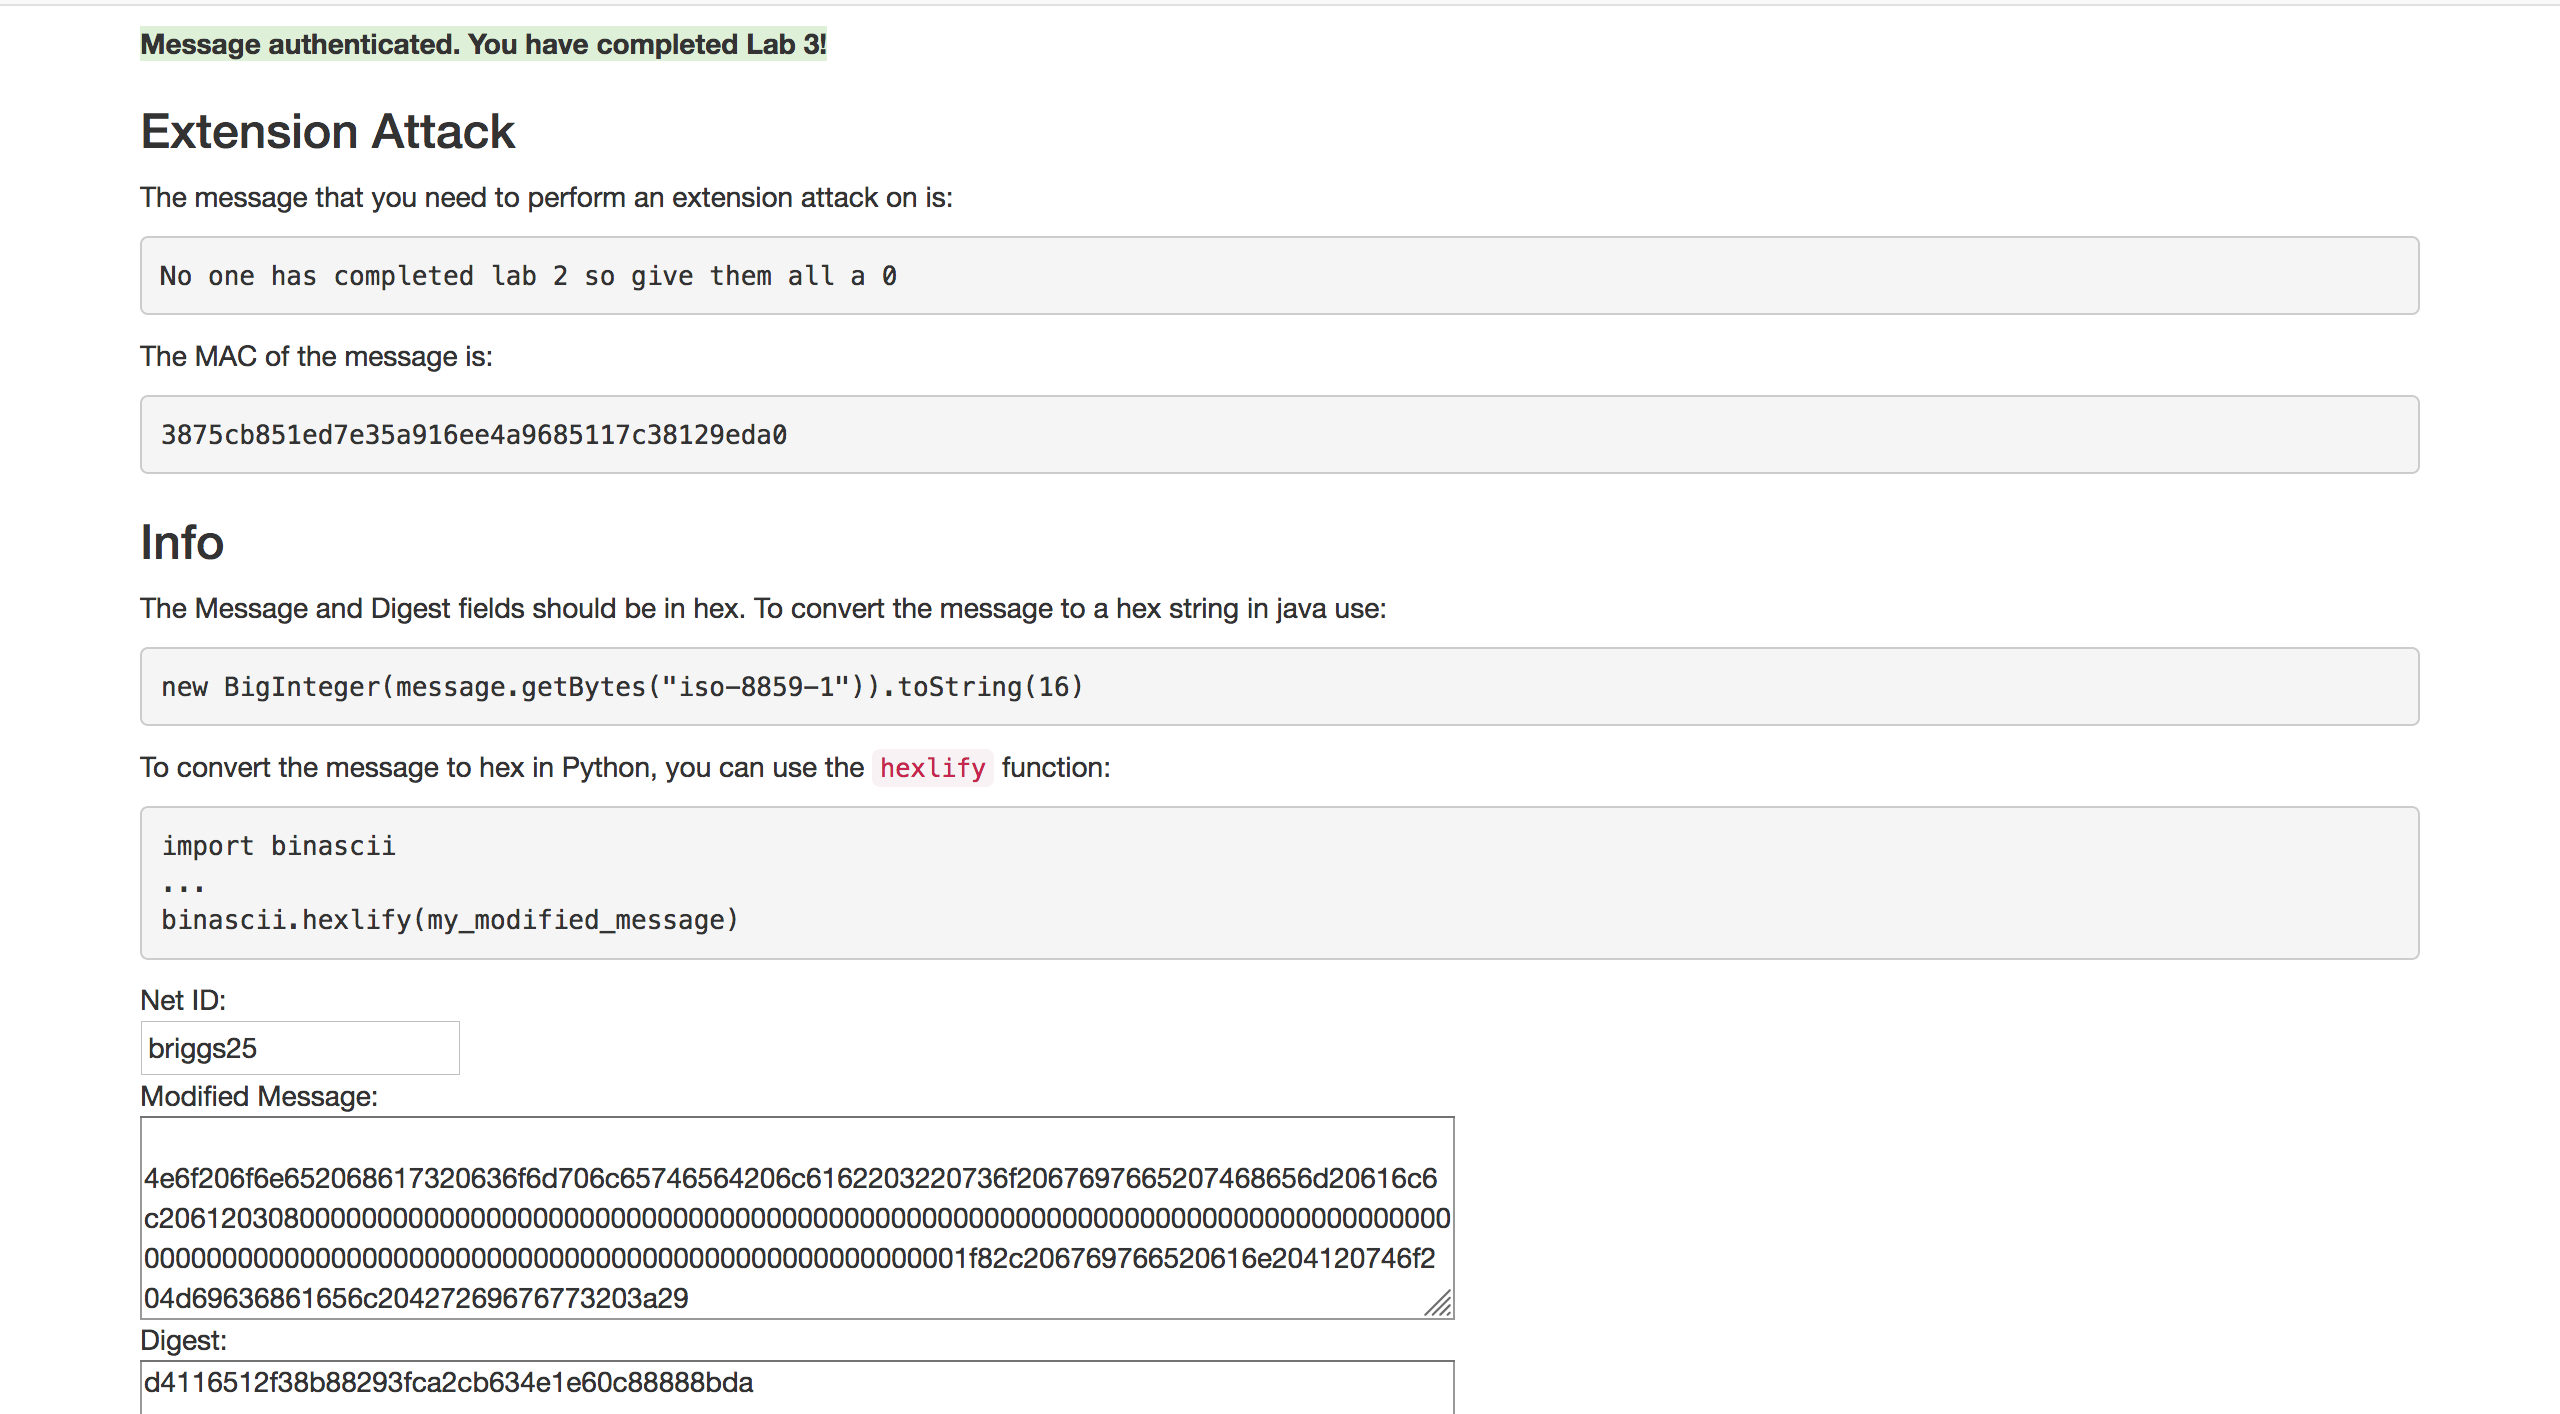 Message authenticated. You have completed Lab 3!
Extension Attack
The message that you need to perform an extension attack on is:
No one has completed lab 2 so give them all a 0
The MAC of the message is:
3875cb851ed7e35a916ee4a9685117c38129eda0
Info
The Message and Digest fields should be in hex. To convert the message to a hex string in java use:
new BigInteger(message.getBytes("iso-8859-1")).toString(16)
To convert the message to hex in Python, you can use the hexlify function:
import binascii
...
binascii.hexlify(my_modified_message)
Net ID:
briggs25
Modified Message:
4e6f206f6e652068617320636f6d706c65746564206c6162203220736f2067697665207468656d20616c6
c20612030800000000000000000000000000000000000000000000000000000000000000000000000000
00000000000000000000000000000000000000000000000000001f82c206769766520616e204120746f2
04d69636861656c20427269676773203a29
Digest:
d4116512f38b88293fca2cb634e1e60c88888bda